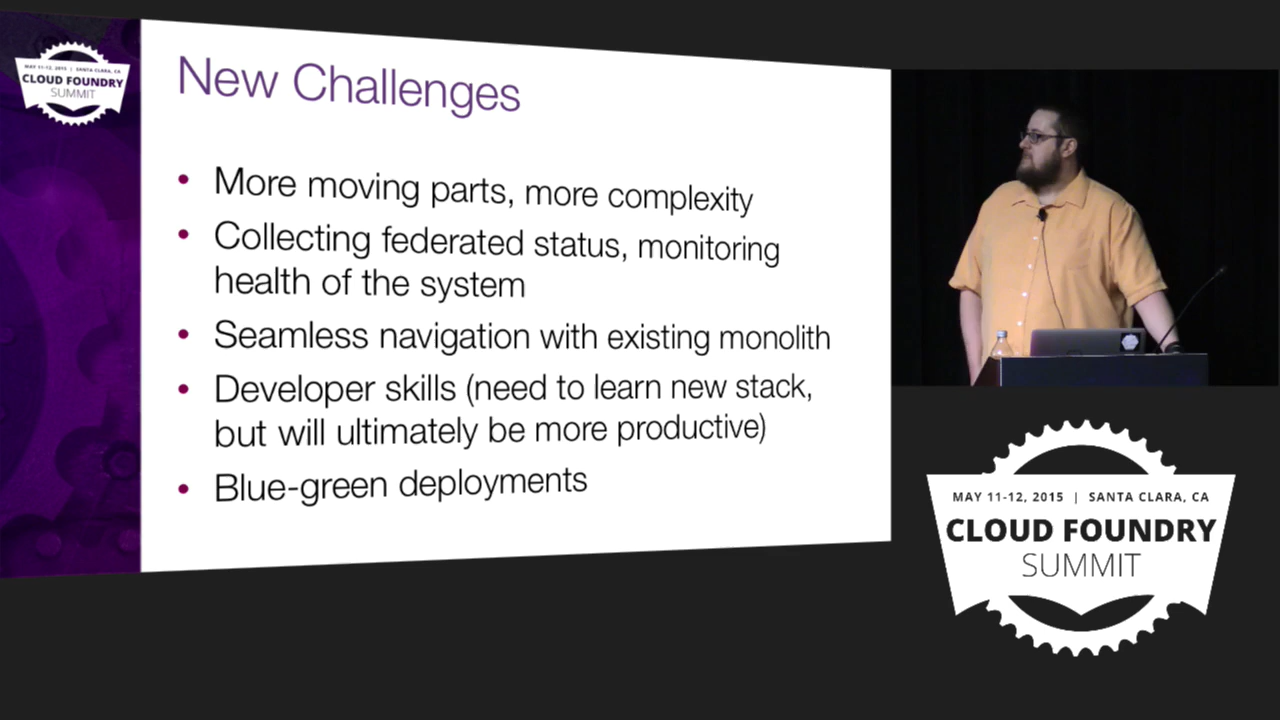 MAY 11-12, 2015 | SANTA CLARA, CA
CLOUD FOUNDRY
SUMMIT
New Challenges
• More moving parts, more complexity
• Collecting federated status, monitoring
health of the system
• Seamless navigation with existing monolith
• Developer skills (need to learn new stack,
but will ultimately be more productive)
• Blue-green deployments
MAY 11-12, 2015 | SANTA CLARA, CA
CLOUD FOUNDRY
SUMMIT